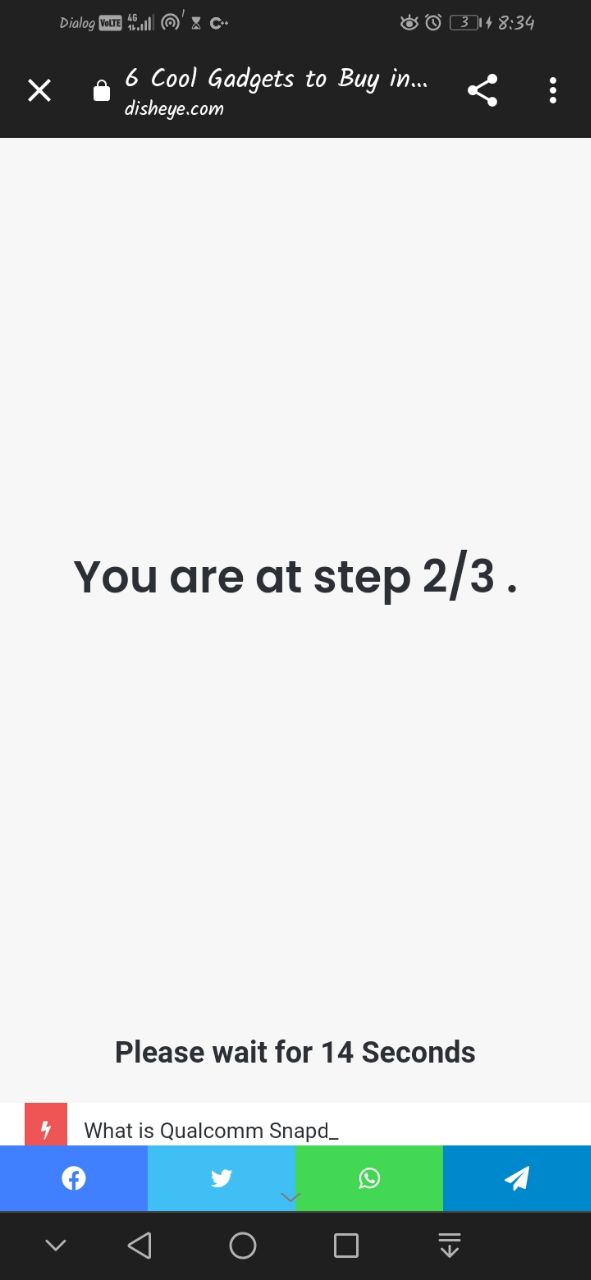 Dialog VoLTE 4G 3 8:34
6 Cool Gadgets to Buy in...
disheye.com
You are at step 2/3 .
Please wait for 14 Seconds
What is Qualcomm Snapd_